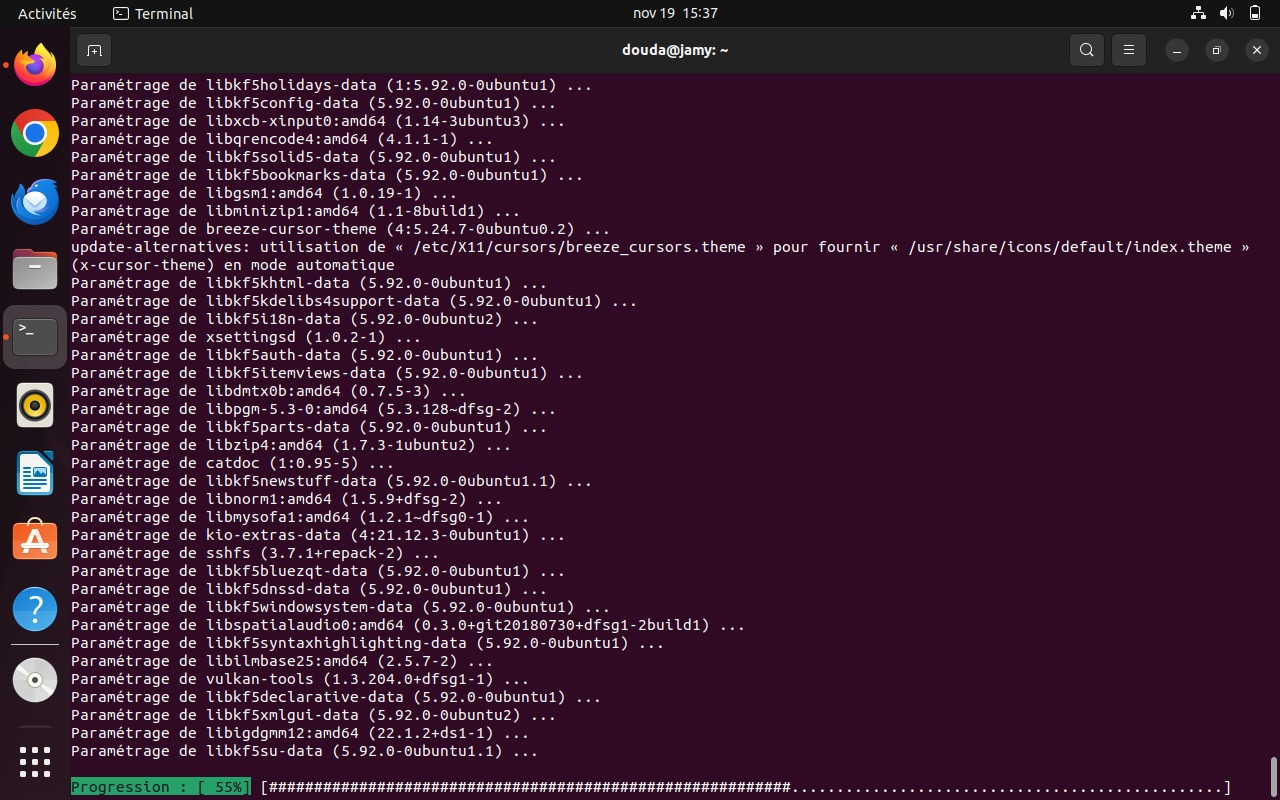 Activités
Terminal
nov 19 15:37
douda@jamy: ~
Paramétrage de libkf5holidays-data (1:5.92.0-0ubuntu1) ...
Paramétrage de libkf5config-data (5.92.0-0ubuntu1) ...
Paramétrage de libxcb-xinput0:amd64 (1.14-3ubuntu3) ...
Paramétrage de libqrencode4:amd64 (4.1.1-1) ...
Paramétrage de libkf5solid5-data (5.92.0-0ubuntu1) ...
Paramétrage de libkf5bookmarks-data (5.92.0-0ubuntu1) ...
Paramétrage de libgsm1:amd64 (1.0.19-1) ...
Paramétrage de libminizip1:amd64 (1.1-8build1) ...
Paramétrage de breeze-cursor-theme (4:5.24.7-0ubuntu0.2) ...
update-alternatives: utilisation de « /etc/X11/cursors/breeze_cursors.theme » pour fournir « /usr/share/icons/default/index.theme »
(x-cursor-theme) en mode automatique
Paramétrage de libkf5khtml-data (5.92.0-0ubuntu1) ...
Paramétrage de libkf5kdelibs4support-data (5.92.0-0ubuntu1) ...
Paramétrage de libkf5i18n-data (5.92.0-0ubuntu2) ...
Paramétrage de xsettingsd (1.0.2-1) ...
Paramétrage de libkf5auth-data (5.92.0-0ubuntu1) ...
Paramétrage de libkf5itemviews-data (5.92.0-0ubuntu1) ...
Paramétrage de libdmtx0b:amd64 (0.7.5-3) ...
Paramétrage de libpgm-5.3-0:amd64 (5.3.128~dfsg-2) ...
Paramétrage de libkf5parts-data (5.92.0-0ubuntu1) ...
Paramétrage de libzip4:amd64 (1.7.3-1ubuntu2) ...
Paramétrage de catdoc (1:0.95-5) ...
Paramétrage de libkf5newstuff-data (5.92.0-0ubuntu1.1) ...
Paramétrage de libnorm1:amd64 (1.5.9+dfsg-2) ...
Paramétrage de libmysofa1:amd64 (1.2.1~dfsg0-1) ...
Paramétrage de kio-extras-data (4:21.12.3-0ubuntu1) ...
Paramétrage de sshfs (3.7.1+repack-2) ...
Paramétrage de libkf5bluezqt-data (5.92.0-0ubuntu1) ...
Paramétrage de libkf5dnssd-data (5.92.0-0ubuntu1) ...
Paramétrage de libkf5windowsystem-data (5.92.0-0ubuntu1) ...
Paramétrage de libspatialaudio0:amd64 (0.3.0+git20180730+dfsg1-2build1) ...
Paramétrage de libkf5syntaxhighlighting-data (5.92.0-0ubuntu1) ...
Paramétrage de libilmbase25:amd64 (2.5.7-2) ...
Paramétrage de vulkan-tools (1.3.204.0+dfsg1-1) ...
Paramétrage de libkf5declarative-data (5.92.0-0ubuntu1) ...
Paramétrage de libkf5xmlgui-data (5.92.0-0ubuntu2) ...
Paramétrage de libigdgmm12:amd64 (22.1.2+ds1-1) ...
Paramétrage de libkf5su-data (5.92.0-0ubuntu1.1) ...
Progression : [ 55%] [##########################################################................................................]